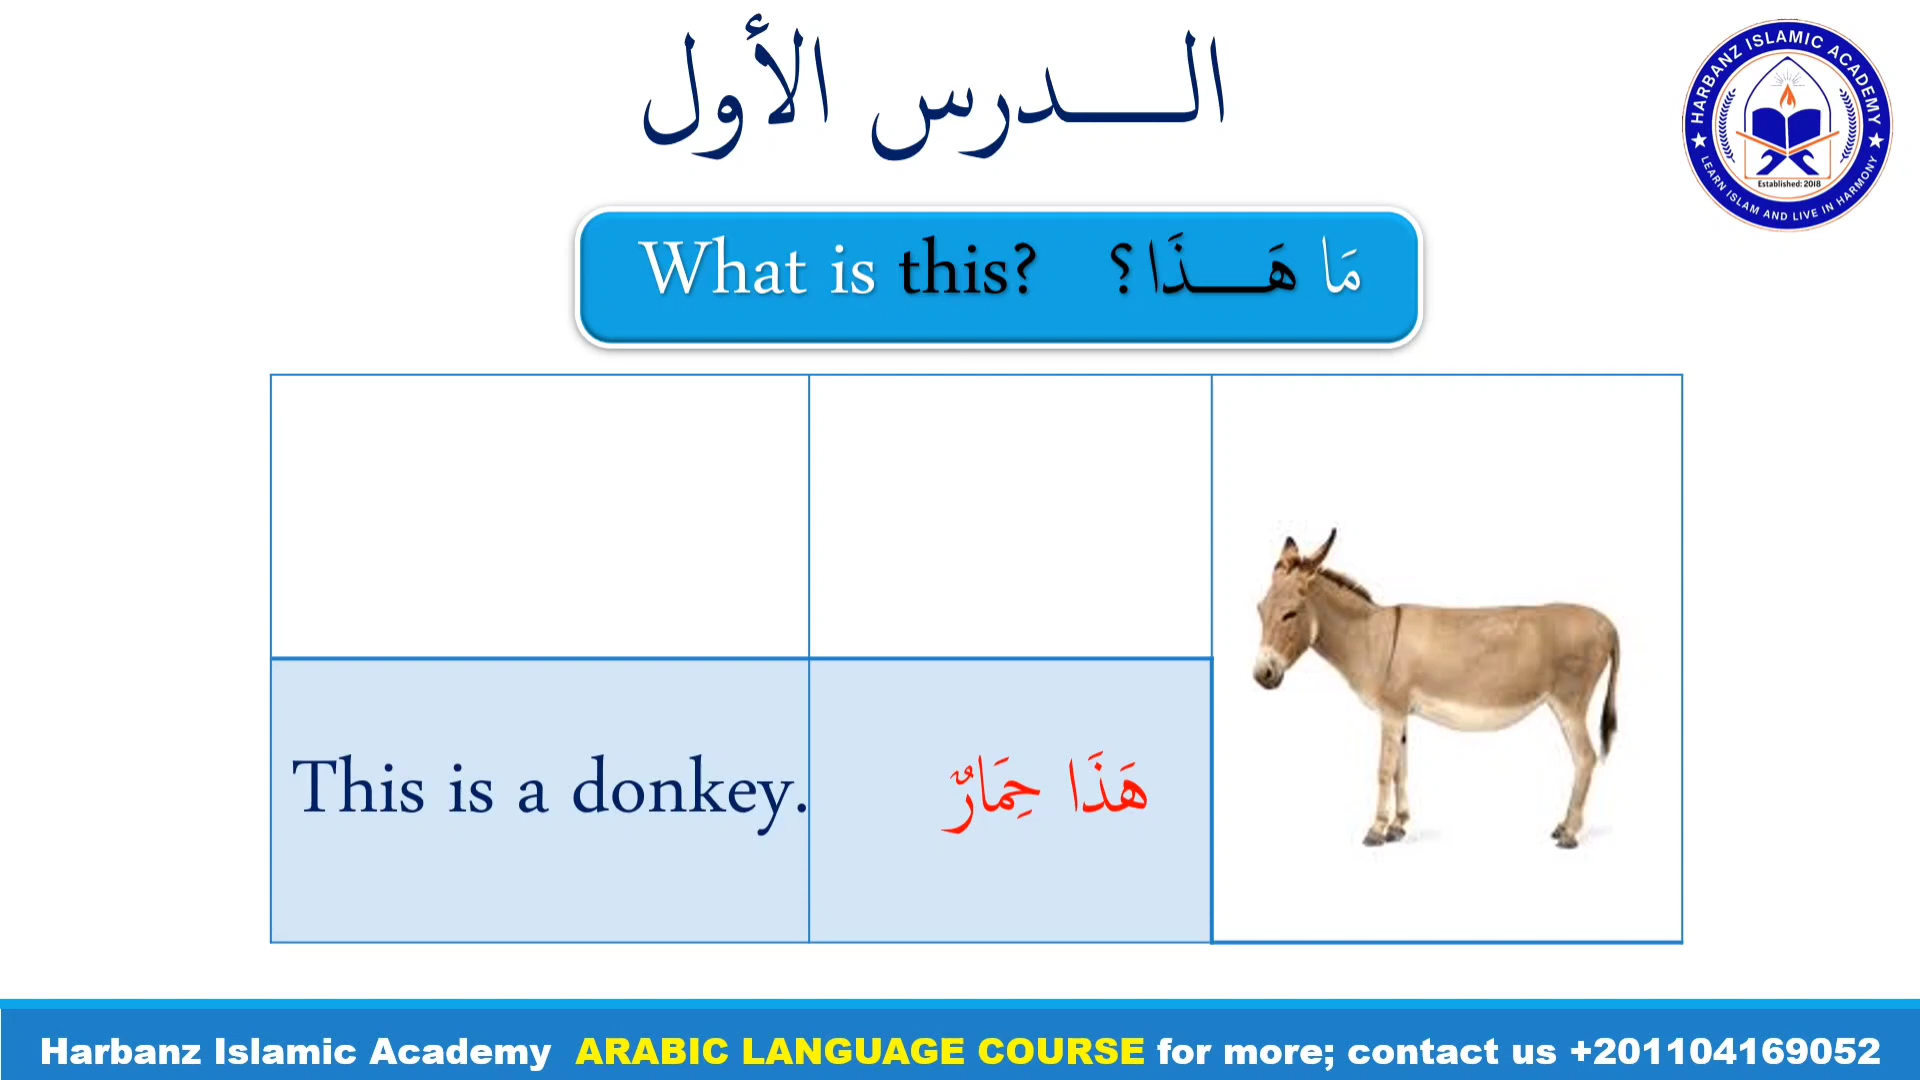 الـــدرس الأول
HARBANZ ISLAMIC ACADEMY
Established: 2018
LEARN ISLAM AND LIVE IN HARMONY
What is this? مَا هَـــذَا ؟
This is a donkey. هَذَا حِمَارٌ
Harbanz Islamic Academy ARABIC LANGUAGE COURSE for more; contact us +201104169052